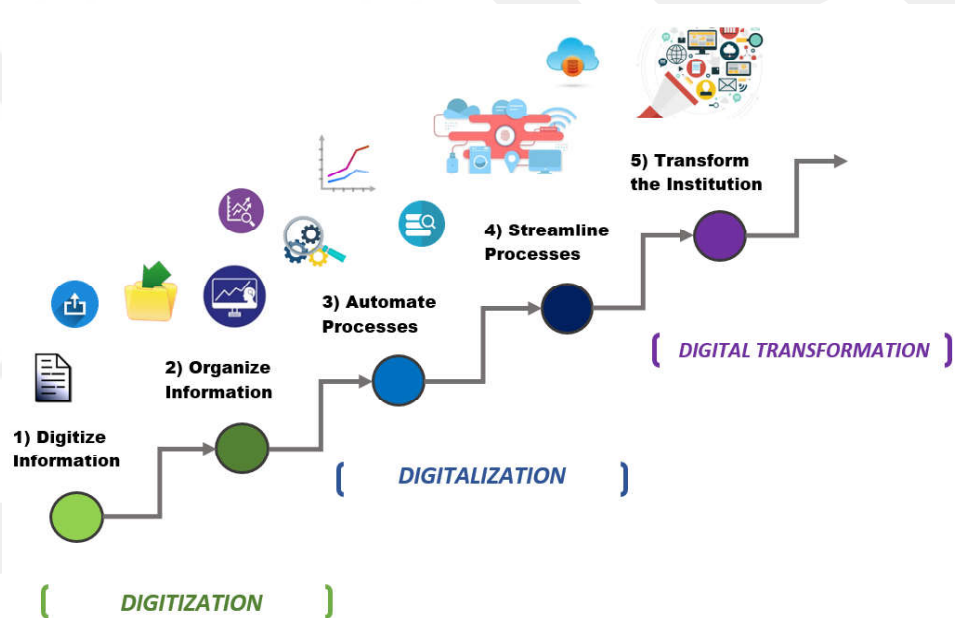 5) Transform
the Institution
4) Streamline
Processes
3) Automate
Processes
2) Organize
Information
1) Digitize
Information
DIGITAL TRANSFORMATION
DIGITALIZATION
DIGITIZATION